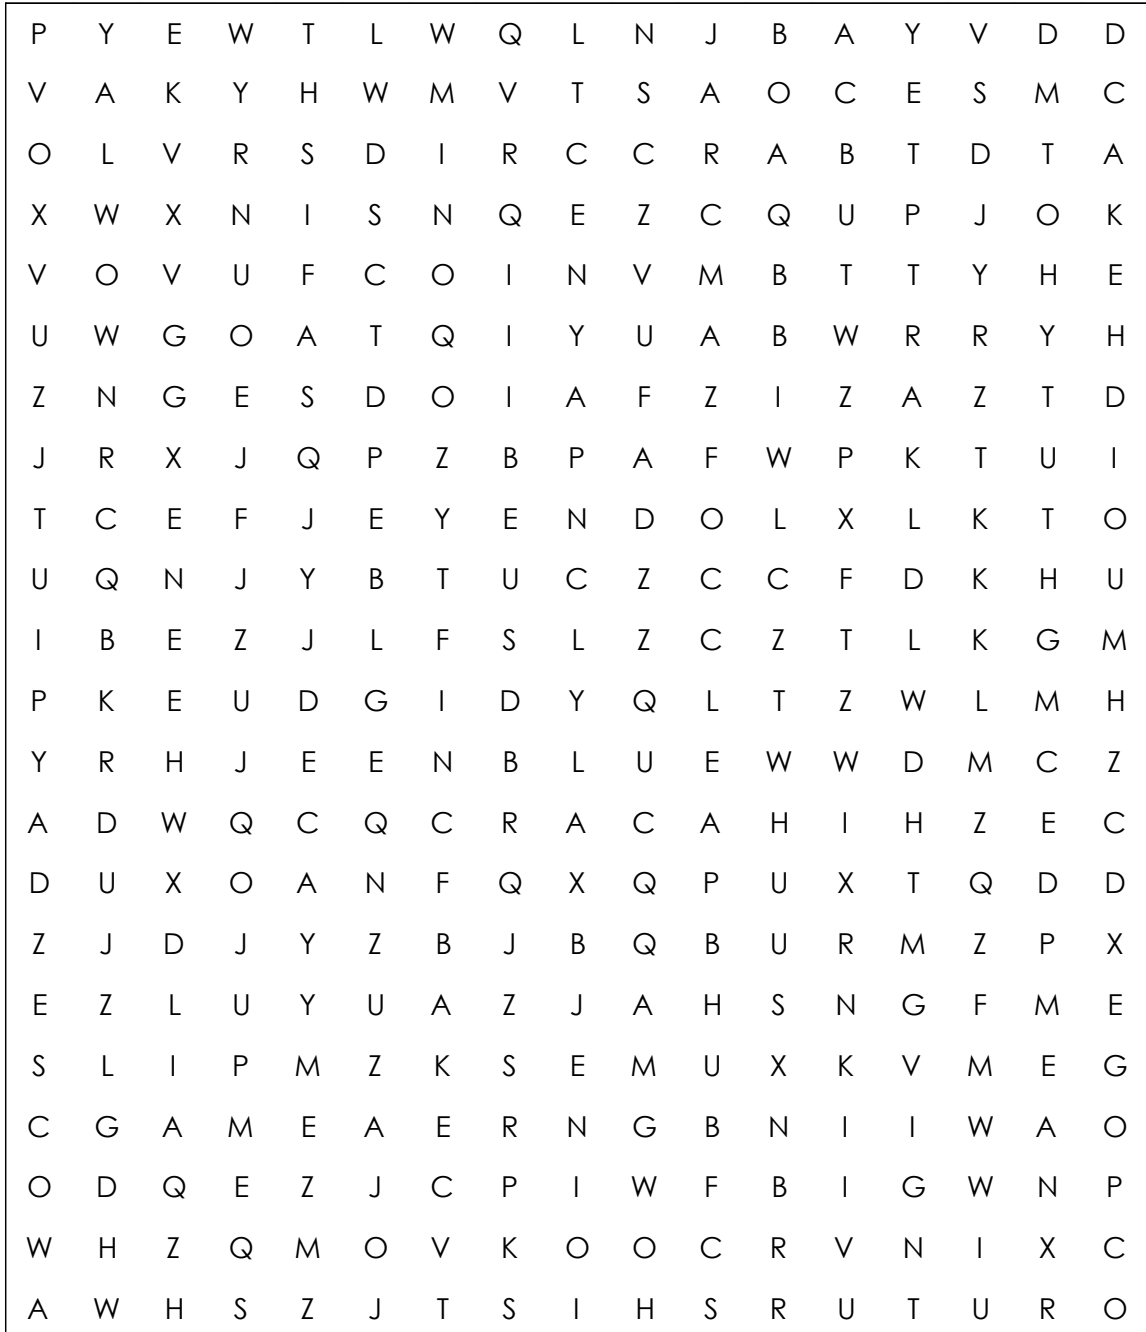 P Y E W T L W Q L N J B A Y V D D
V A K Y H W M V T S A O C E S M C
O L V R S D I R C C R A B T D T A
X W X N I S N Q E Z C Q U P J O K
V O V U F C O I N V M B T T Y H E
U W G O A T Q I Y U A B W R R Y H
Z N G E S D O I A F Z I Z A Z T D
J R X J Q P Z B P A F W P K T U I
T C E F J E Y E N D O L X L K T O
U Q N J Y B T U C Z C C F D K H U
I B E Z J L F S L Z C Z T L K G M
P K E U D G I D Y Q L T Z W L M H
Y R H J E E N B L U E W W D M C Z
A D W Q C Q C R A C A H I H Z E C
D U X O A N F Q X Q P U X T Q D D
Z J D J Y Z B J B Q B U R M Z P X
E Z L U Y U A Z J A H S N G F M E
S L I P M Z K S E M U X K V M E G
C G A M E A E R N G B N I I W A O
O D Q E Z J C P I W F B I G W N P
W H Z Q M O V K O O C R V N I X C
A W H S Z J T S I H S R U T U R O